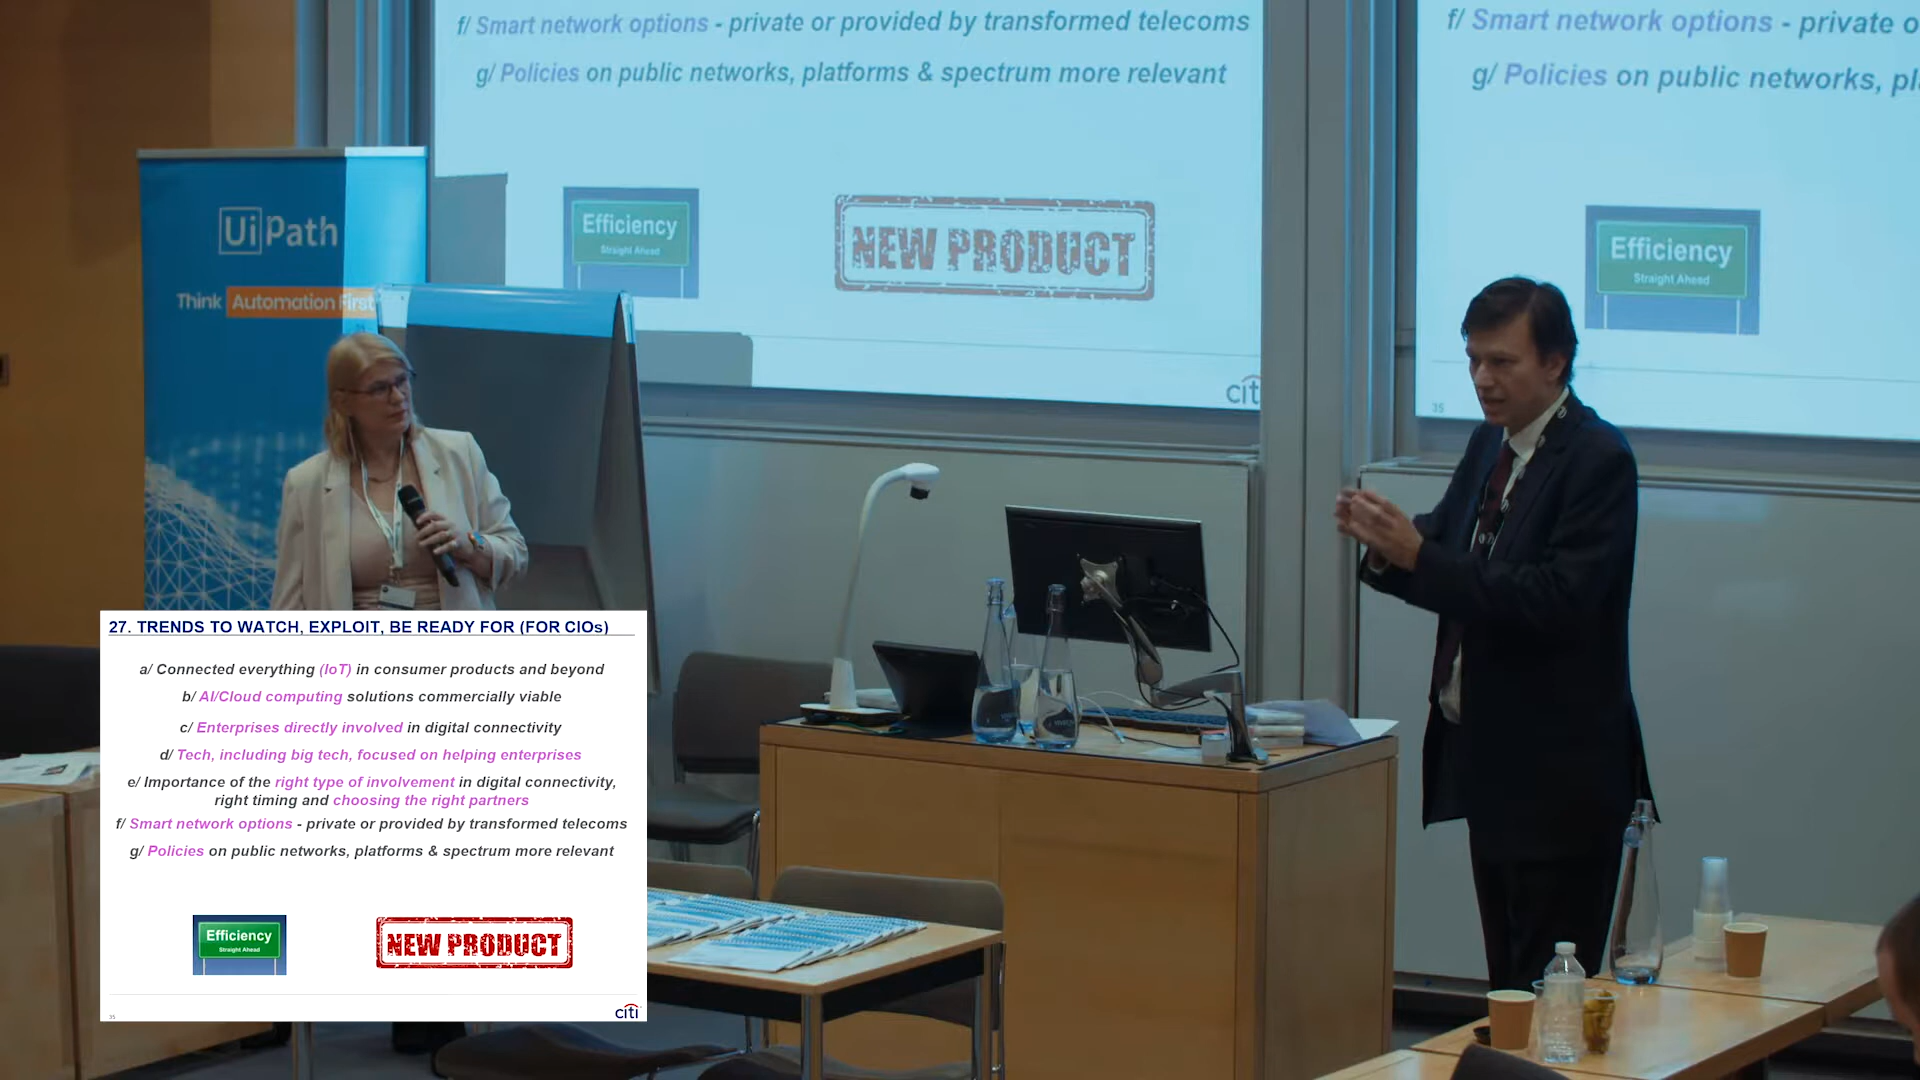 f/ Smart network options - private or provided by transformed telecoms
g/ Policies on public networks, platforms & spectrum more relevant
Efficiency
Straight Ahead
NEW PRODUCT
citi
f/ Smart network options - private o
g/ Policies on public networks, pl
Efficiency
Straight Ahead
35
UiPath
Think Automation First
27. TRENDS TO WATCH, EXPLOIT, BE READY FOR (FOR CIOs)
a/ Connected everything (IoT) in consumer products and beyond
b/ AI/Cloud computing solutions commercially viable
c/ Enterprises directly involved in digital connectivity
d/ Tech, including big tech, focused on helping enterprises
e/ Importance of the right type of involvement in digital connectivity,
right timing and choosing the right partners
f/ Smart network options - private or provided by transformed telecoms
g/ Policies on public networks, platforms & spectrum more relevant
Efficiency
Straight Ahead
NEW PRODUCT
35
citi